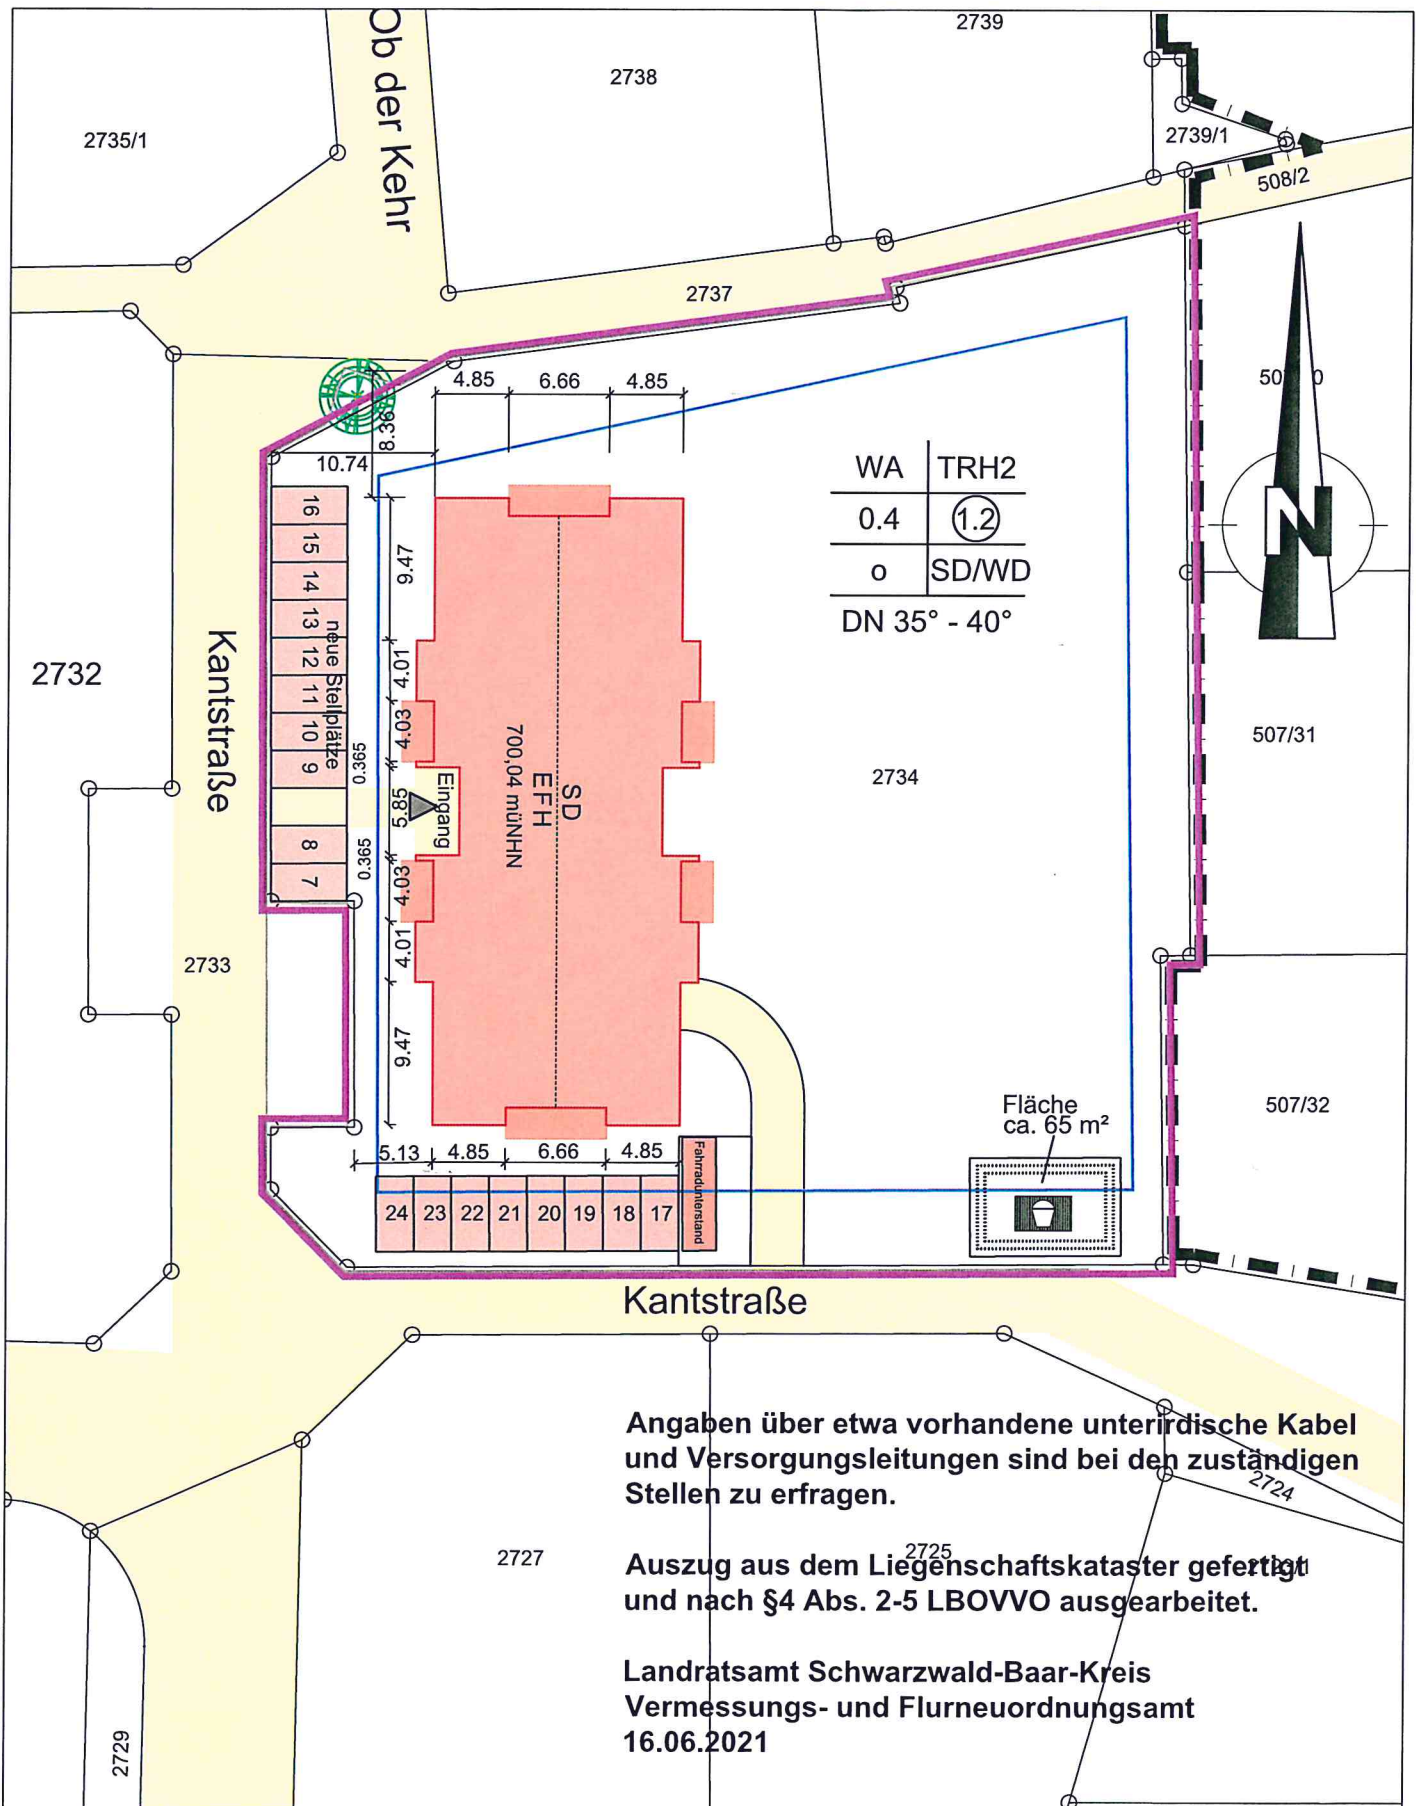 Ob der Kehr
2739
2738
2735/1
2739/1
508/2
2737
4.85
6.66
4.85
8.36
10.74
WA TRH2
0.4 1.2
o SD/WD
DN 35° - 40°
N
16
15
14
13
12
11
10
9
8
7
neue Stellplätze
0.365
0.365
9.47
4.01
4.03
5.85
4.03
4.01
9.47
Eingang
SD
EFH
700,04 müNHN
2732
Kantstraße
2734
507/31
2733
507/32
Fläche
ca. 65 m²
5.13
4.85
6.66
4.85
24 23 22 21 20 19 18 17
Fahrradunterstand
Kantstraße
Angaben über etwa vorhandene unterirdische Kabel
und Versorgungsleitungen sind bei den zuständigen
Stellen zu erfragen.
2724
2727
2725
Auszug aus dem Liegenschaftskataster gefertigt
und nach §4 Abs. 2-5 LBOVVO ausgearbeitet.
Landratsamt Schwarzwald-Baar-Kreis
Vermessungs- und Flurneuordnungsamt
16.06.2021
2729